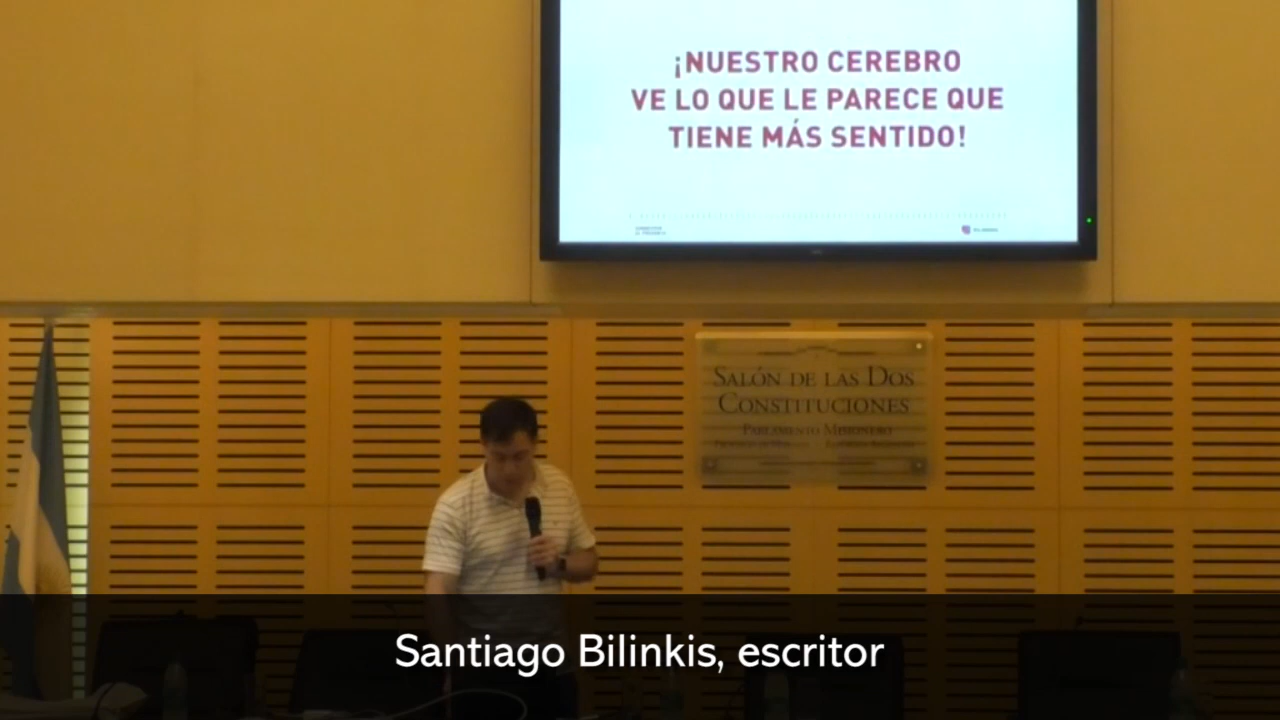 ¡NUESTRO CEREBRO
VE LO QUE LE PARECE QUE
TIENE MÁS SENTIDO!
SALÓN DE LAS DOS
CONSTITUCIONES
PARLAMENTO MISIONERO
Santiago Bilinkis, escritor